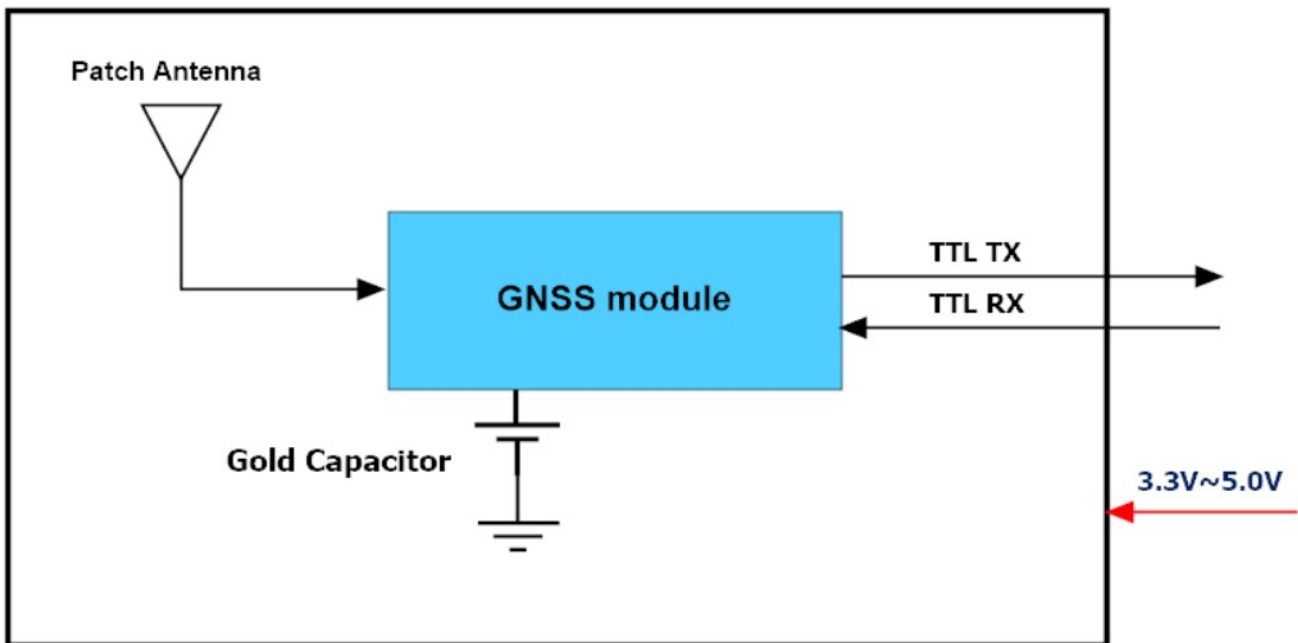 Patch Antenna
GNSS module
TTL TX
TTL RX
Gold Capacitor
3.3V~5.0V